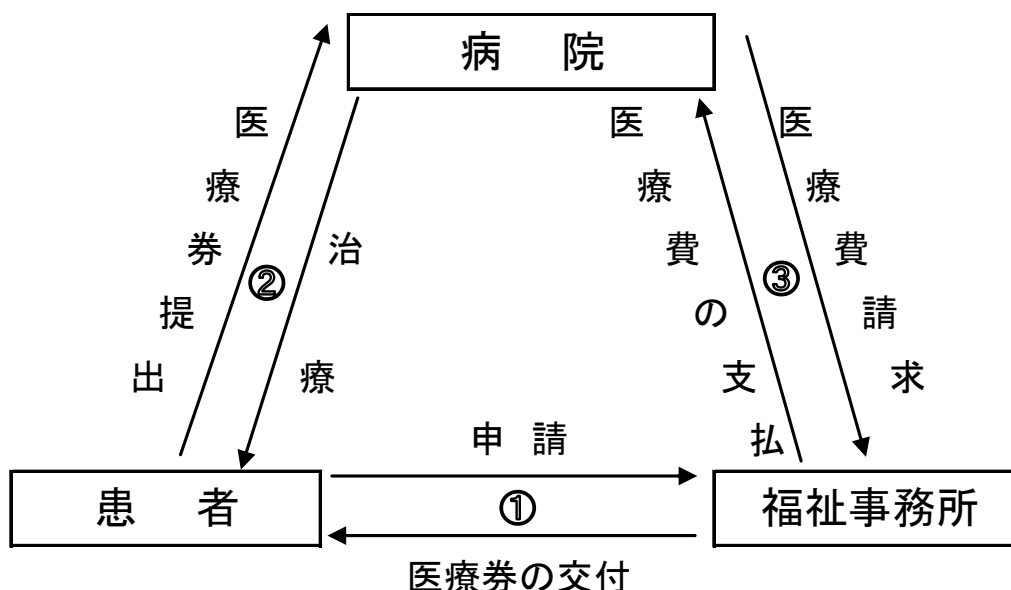 病　院
医療券提出
②
治療
医療費の支払
③
医療費請求
申 請
患　者
①
福祉事務所
医療券の交付